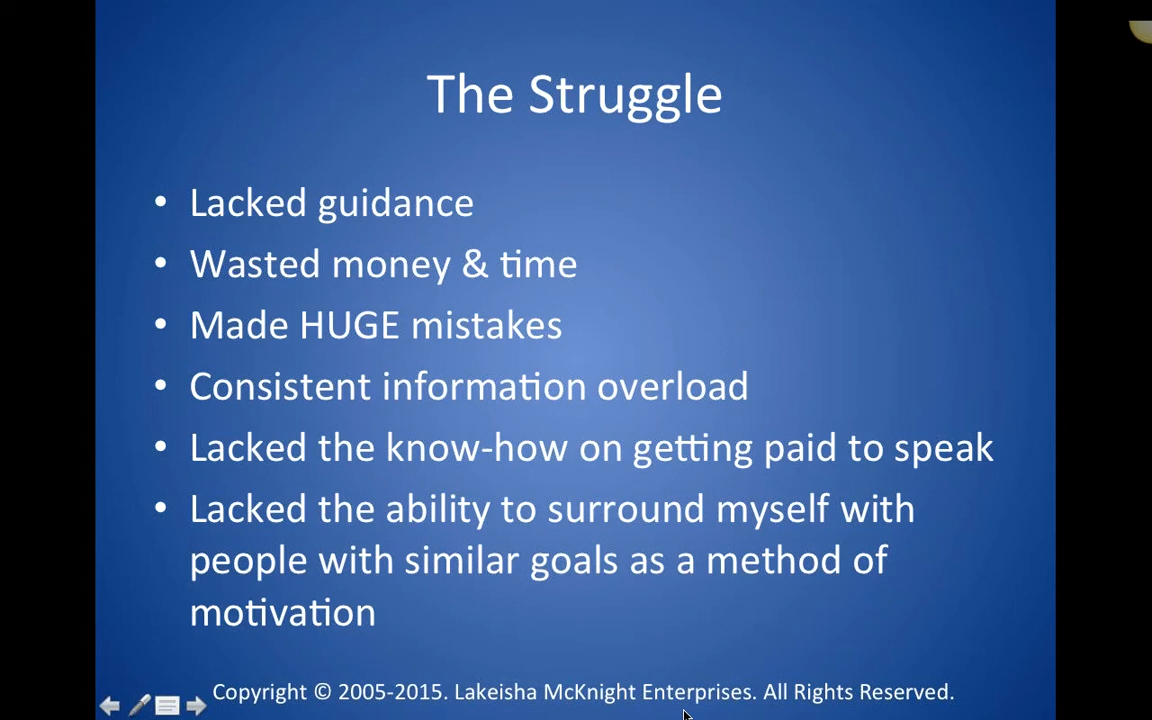 The Struggle
• Lacked guidance
• Wasted money & time
• Made HUGE mistakes
• Consistent information overload
• Lacked the know-how on getting paid to speak
• Lacked the ability to surround myself with
people with similar goals as a method of
motivation
Copyright © 2005-2015. Lakeisha McKnight Enterprises. All Rights Reserved.